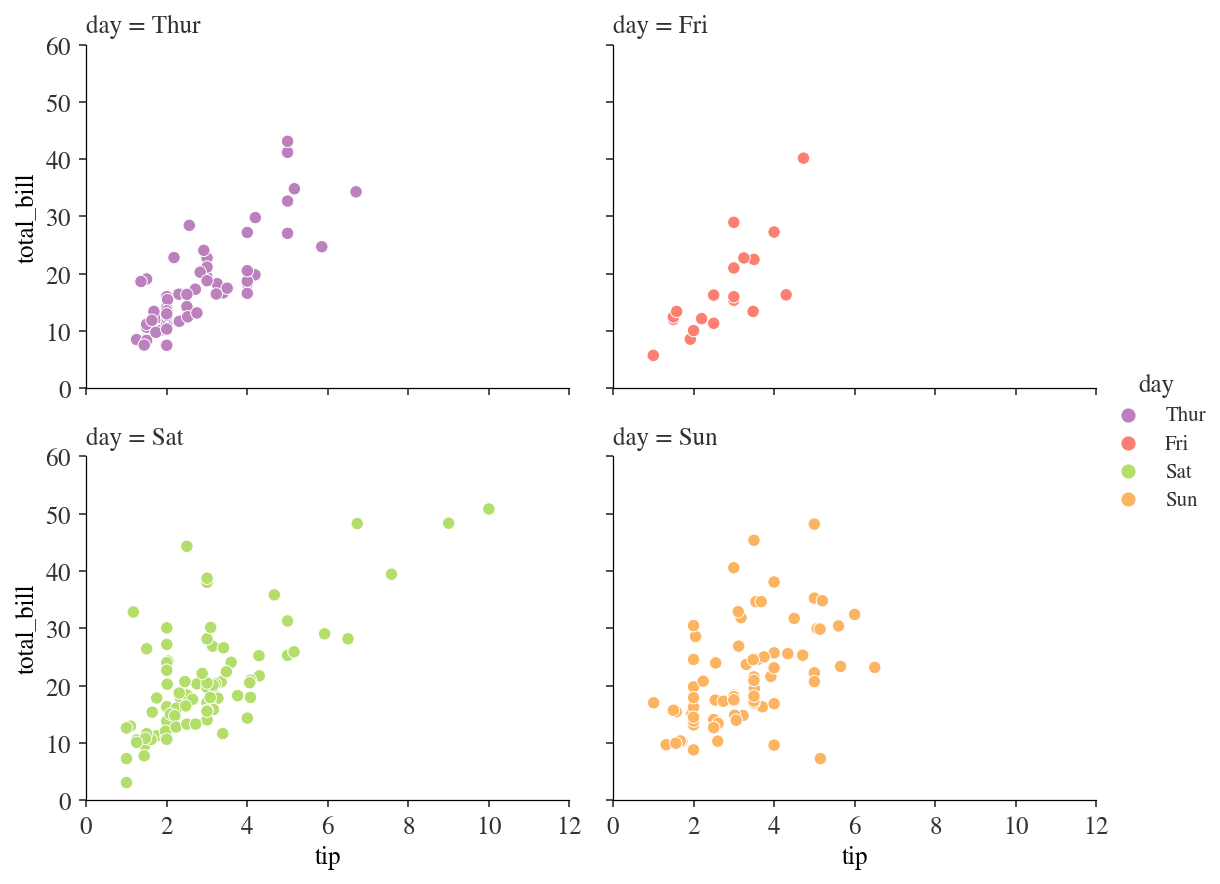 day = Thur
day = Fri
60
50
40
30
20
10
0
total_bill
day = Sat
day = Sun
60
50
40
30
20
10
0
total_bill
0 2 4 6 8 10 12
tip
0 2 4 6 8 10 12
tip
day
Thur
Fri
Sat
Sun